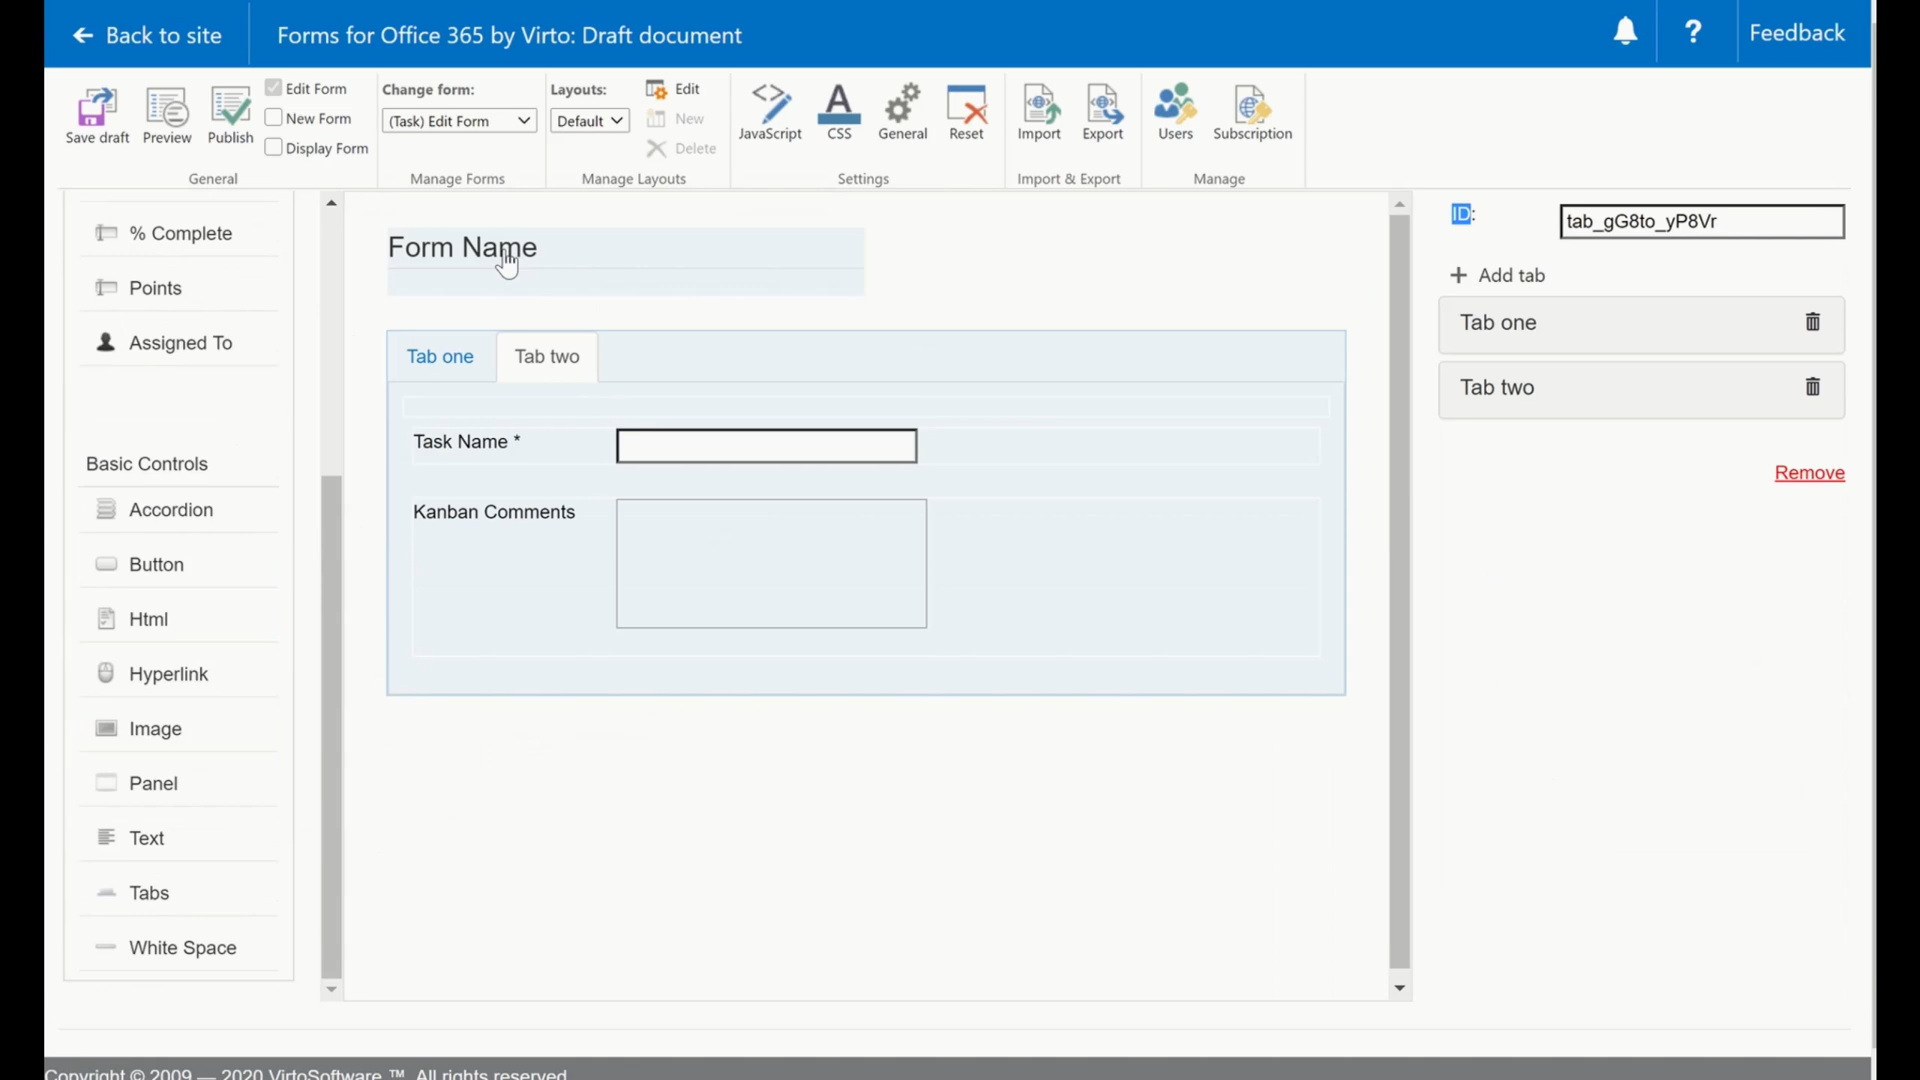 Back to site
Forms for Office 365 by Virto: Draft document
?
Feedback
Save draft
Preview
Publish
Edit Form
New Form
Display Form
General
Change form:
(Task) Edit Form
Manage Forms
Layouts:
Default
Edit
New
Delete
Manage Layouts
JavaScript
CSS
General
Reset
Settings
Import
Export
Import & Export
Users
Subscription
Manage
% Complete
Points
Assigned To
Basic Controls
Accordion
Button
Html
Hyperlink
Image
Panel
Text
Tabs
White Space
Form Name
Tab one
Tab two
Task Name *
Kanban Comments
ID:
tab_gG8to_yP8Vr
+ Add tab
Tab one
Tab two
Remove
Copyright © 2009 — 2020 VirtoSoftware ™. All rights reserved